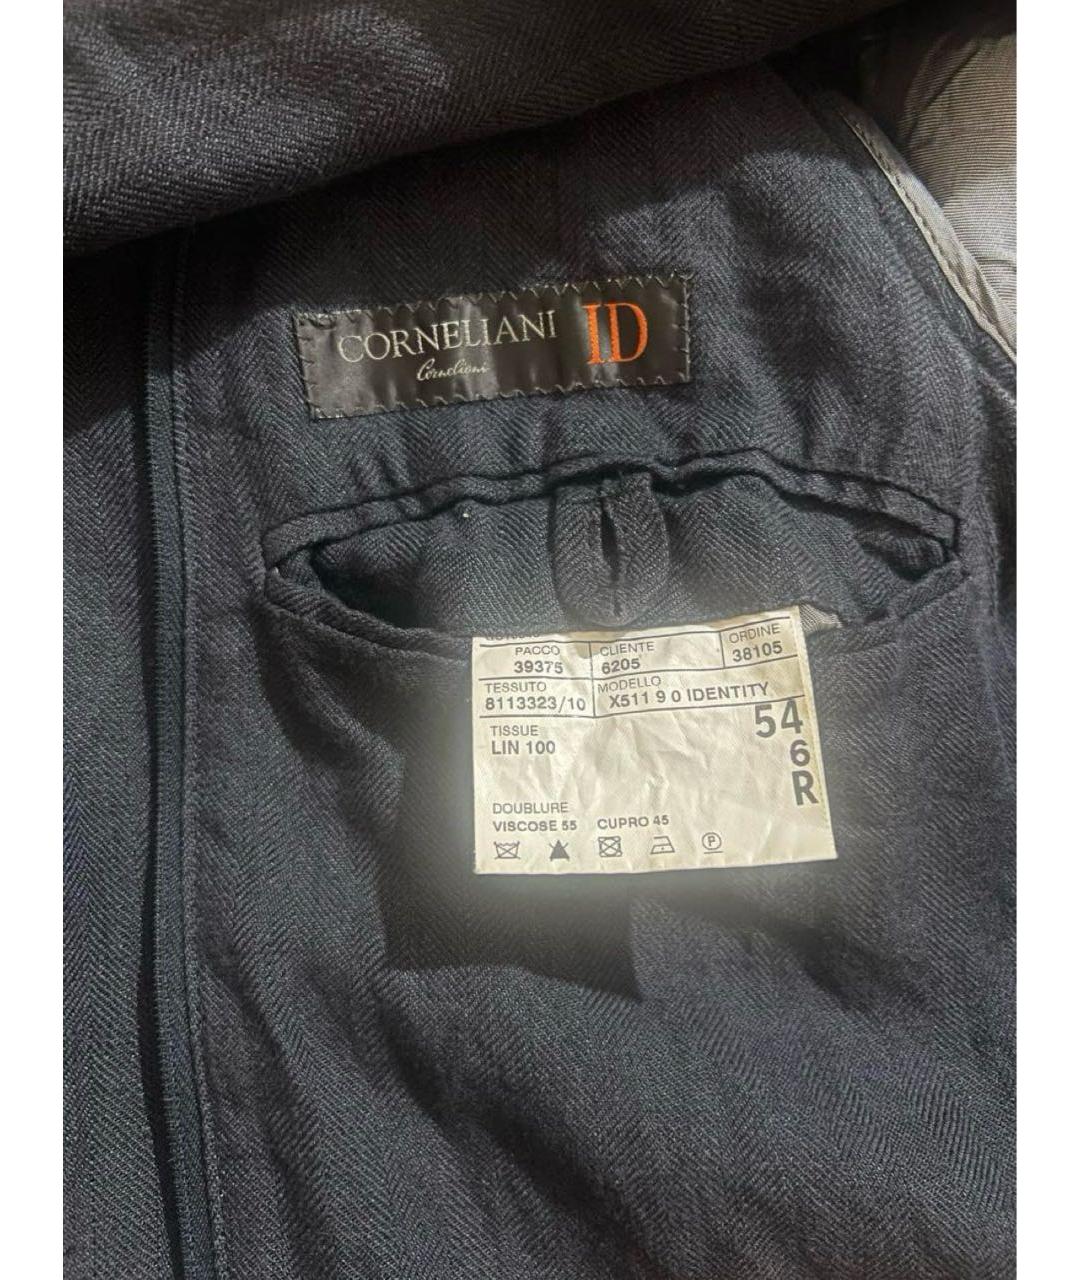 CORNELIANI ID
Corneliani
PACCO CLIENTE ORDINE
39375 6205 38105
TESSUTO MODELLO
8113323/10 X511 9 0 IDENTITY
54
TISSUE
LIN 100
6
R
DOUBLURE
VISCOSE 55 CUPRO 45
P